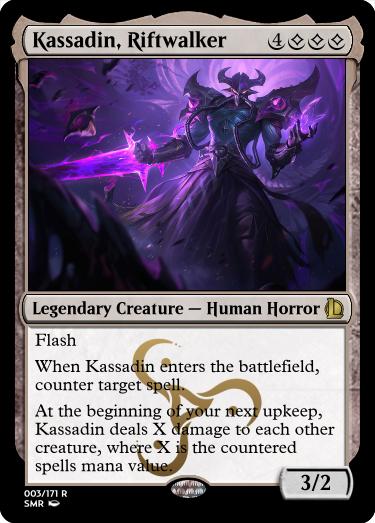 Kassadin, Riftwalker 4
Legendary Creature — Human Horror
Flash
When Kassadin enters the battlefield,
counter target spell.
At the beginning of your next upkeep,
Kassadin deals X damage to each other
creature, where X is the countered
spells mana value.
3/2
003/171 R
SMR